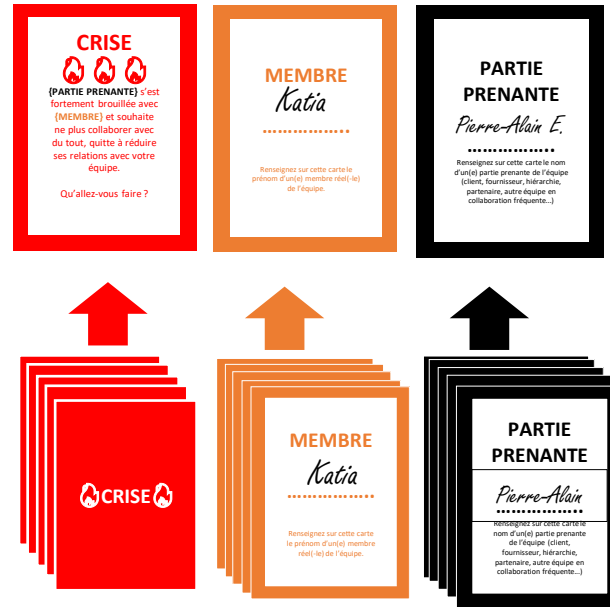 CRISE
{PARTIE PRENANTE} s'est
fortement brouillée avec
{MEMBRE} et souhaite
ne plus collaborer avec
du tout, quitte à réduire
ses relations avec votre
équipe.
Qu'allez-vous faire ?
MEMBRE
Katia
………………..
Renseignez sur cette carte le
prénom d'un(e) membre réel(-le)
de l'équipe.
PARTIE
PRENANTE
Pierre-Alain E.
………………..
Renseignez sur cette carte le nom
d'un(e) partie prenante de l'équipe
(client, fournisseur, hiérarchie,
partenaire, autre équipe en
collaboration fréquente…)
CRISE
MEMBRE
Katia
………………..
Renseignez sur cette carte
le prénom d'un(e) membre
réel(-le) de l'équipe.
PARTIE
PRENANTE
Pierre-Alain
………………..
Renseignez sur cette carte le
nom d'un(e) partie prenante
de l'équipe (client,
fournisseur, hiérarchie,
partenaire, autre équipe en
collaboration fréquente…)